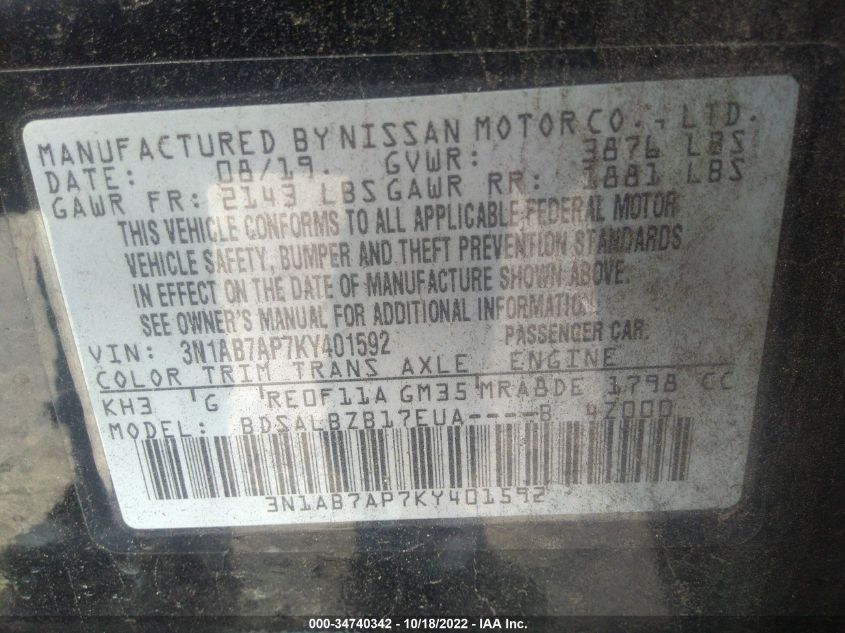 MANUFACTURED BY NISSAN MOTOR CO., LTD.
DATE: 08/19. GVWR: 3876 LBS
GAWR FR: 2143 LBS GAWR RR: 1881 LBS
THIS VEHICLE CONFORMS TO ALL APPLICABLE FEDERAL MOTOR
VEHICLE SAFETY, BUMPER AND THEFT PREVENTION STANDARDS
IN EFFECT ON THE DATE OF MANUFACTURE SHOWN ABOVE.
SEE OWNER'S MANUAL FOR ADDITIONAL INFORMATION.
VIN: 3N1AB7AP7KY401592 PASSENGER CAR
COLOR TRIM TRANS AXLE ENGINE
KH3 G RE0F11A GM35 MRA8DE 1798 CC
MODEL: BDSALBZB17EUA----B 4Z000
3N1AB7AP7KY401592
000-34740342 - 10/18/2022 - IAA Inc.